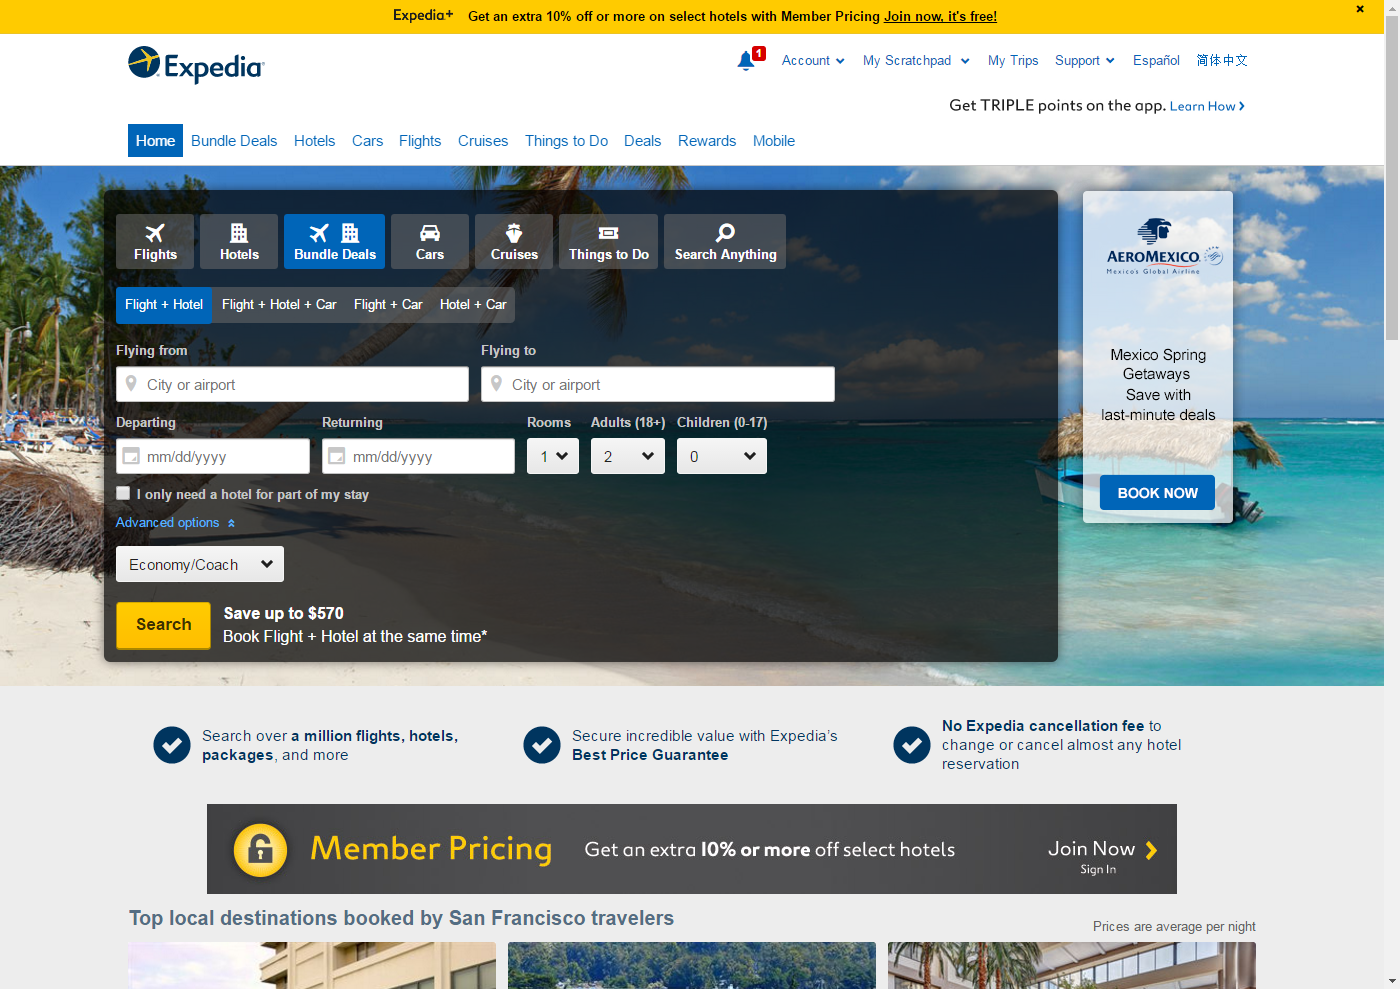 Expedia+ Get an extra 10% off or more on select hotels with Member Pricing Join now, it's free!
Expedia
1 Account My Scratchpad My Trips Support Español 简体中文
Get TRIPLE points on the app. Learn How
Home Bundle Deals Hotels Cars Flights Cruises Things to Do Deals Rewards Mobile
Flights Hotels Bundle Deals Cars Cruises Things to Do Search Anything
Flight + Hotel Flight + Hotel + Car Flight + Car Hotel + Car
Flying from Flying to
City or airport City or airport
Departing Returning Rooms Adults (18+) Children (0-17)
mm/dd/yyyy mm/dd/yyyy 1 2 0
I only need a hotel for part of my stay
Advanced options
Economy/Coach
Search
Save up to $570
Book Flight + Hotel at the same time*
AEROMEXICO.
Mexico's Global Airline
Mexico Spring
Getaways
Save with
last-minute deals
BOOK NOW
Search over a million flights, hotels,
packages, and more
Secure incredible value with Expedia's
Best Price Guarantee
No Expedia cancellation fee to
change or cancel almost any hotel
reservation
Member Pricing Get an extra 10% or more off select hotels Join Now
Sign In
Top local destinations booked by San Francisco travelers
Prices are average per night